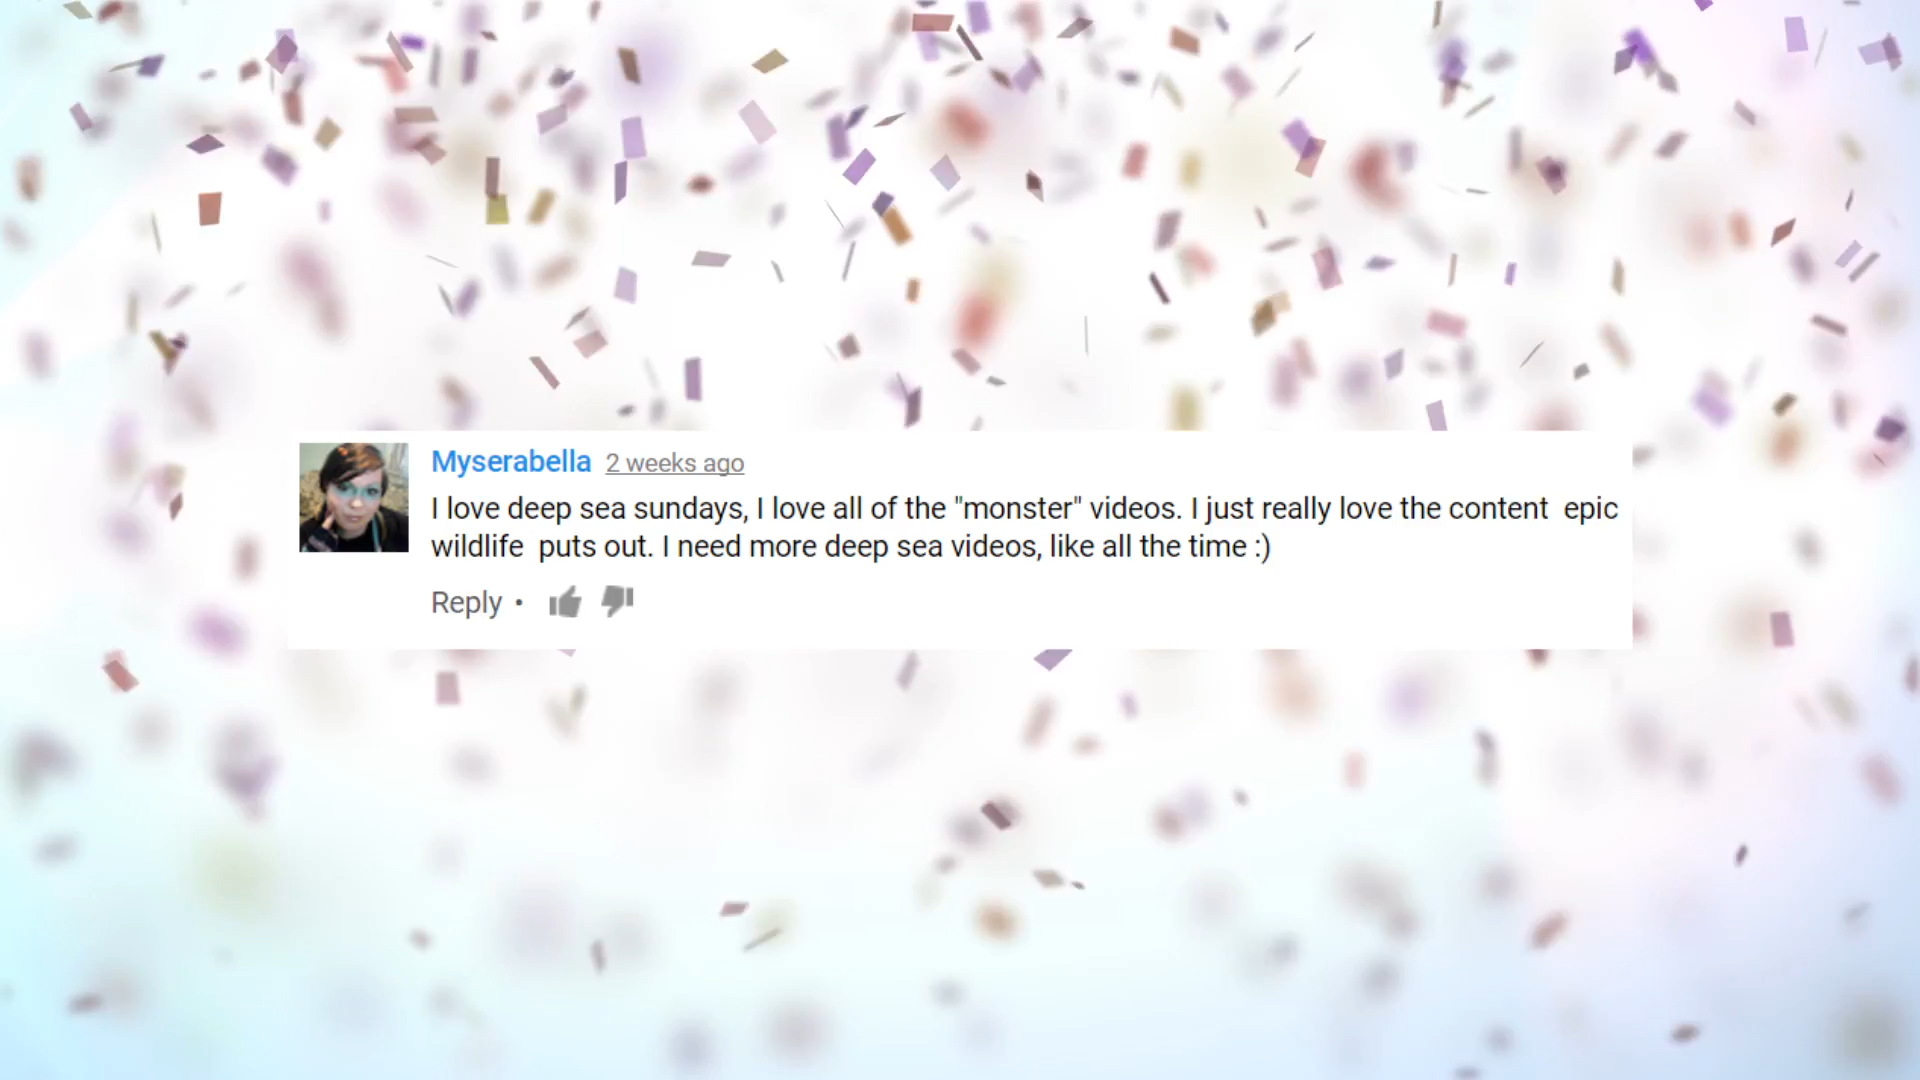 Myserabella 2 weeks ago
I love deep sea sundays, I love all of the "monster" videos. I just really love the content  epic
wildlife  puts out. I need more deep sea videos, like all the time :)
Reply •